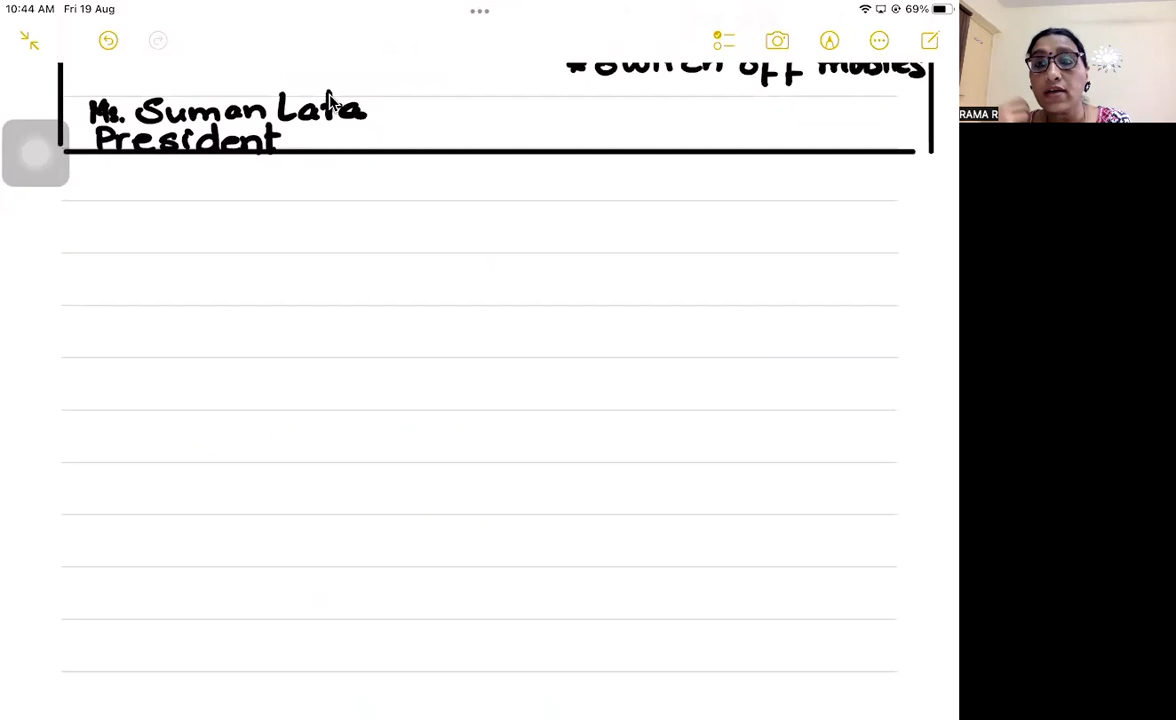 10:44 AM Fri 19 Aug
69%
* Switch off mobiles
Ms. Suman Lata
President
RAMA R